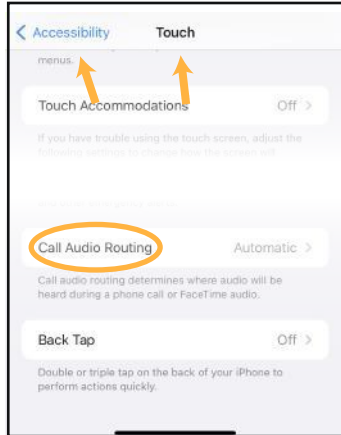 Accessibility Touch
menus.
Touch Accommodations Off
If you have trouble using the touch screen, adjust the
following settings to change how the screen will
Call Audio Routing Automatic
Call audio routing determines where audio will be
heard during a phone call or FaceTime audio.
Back Tap Off
Double or triple tap on the back of your iPhone to
perform actions quickly.